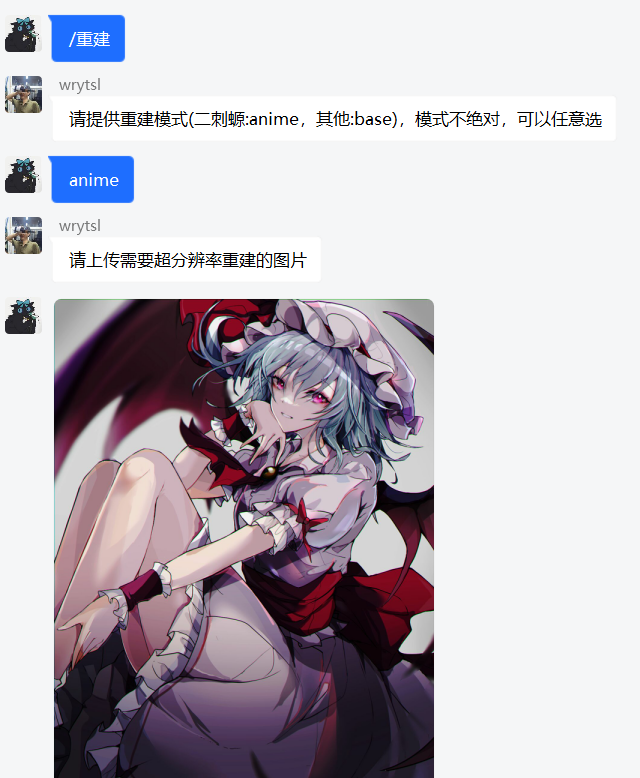 /重建
wrytsl
请提供重建模式(二刺螈:anime，其他:base)，模式不绝对，可以任意选
anime
wrytsl
请上传需要超分辨率重建的图片